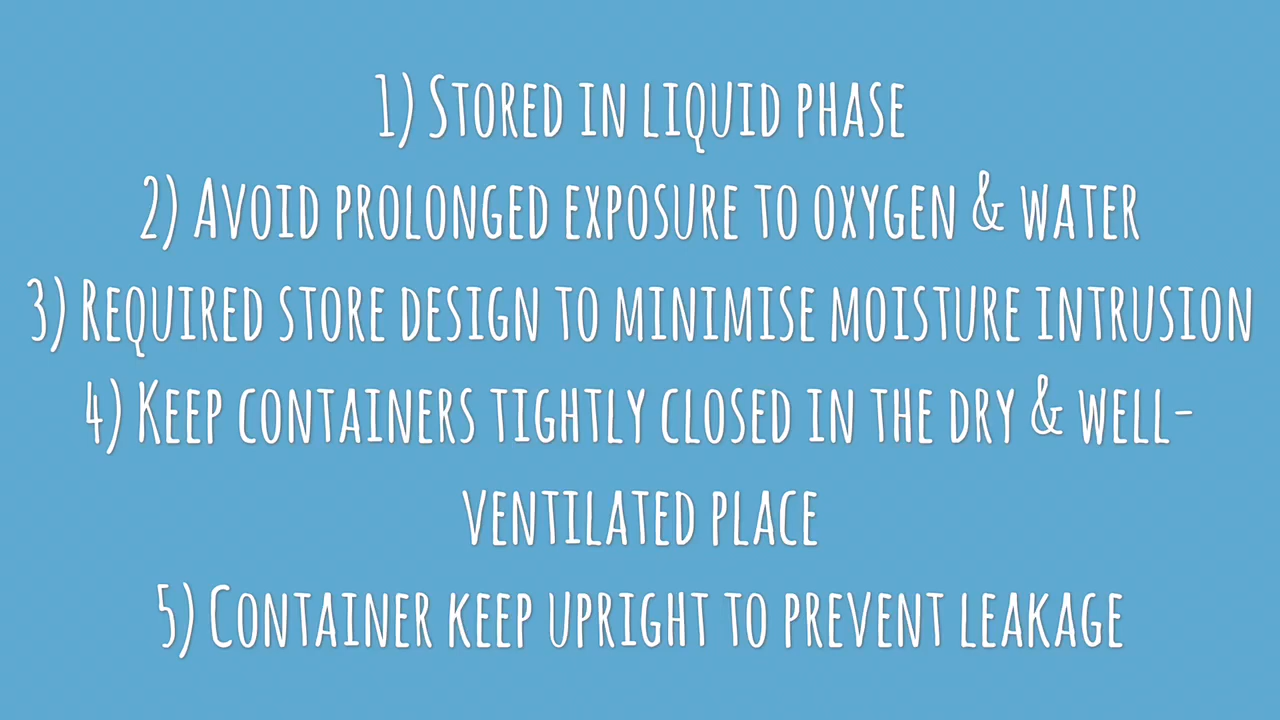 1) Stored in liquid phase
2) Avoid prolonged exposure to oxygen & water
3) Required store design to minimise moisture intrusion
4) Keep containers tightly closed in the dry & well-
ventilated place
5) Container keep upright to prevent leakage